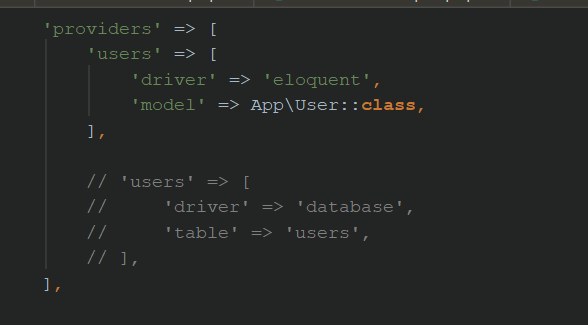 'providers' => [
    'users' => [
        'driver' => 'eloquent',
        'model' => App\User::class,
    ],

    // 'users' => [
    //     'driver' => 'database',
    //     'table' => 'users',
    // ],
],